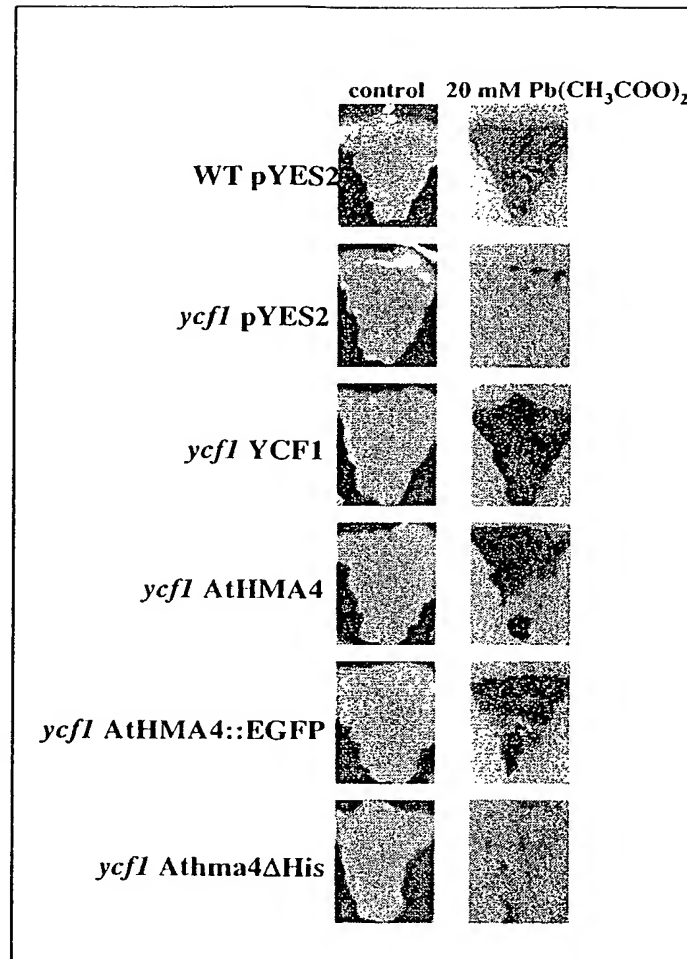 control 20 mM Pb(CH₃COO)₂
WT pYES2
ycf1 pYES2
ycf1 YCF1
ycf1 AtHMA4
ycf1 AtHMA4::EGFP
ycf1 Athma4ΔHis